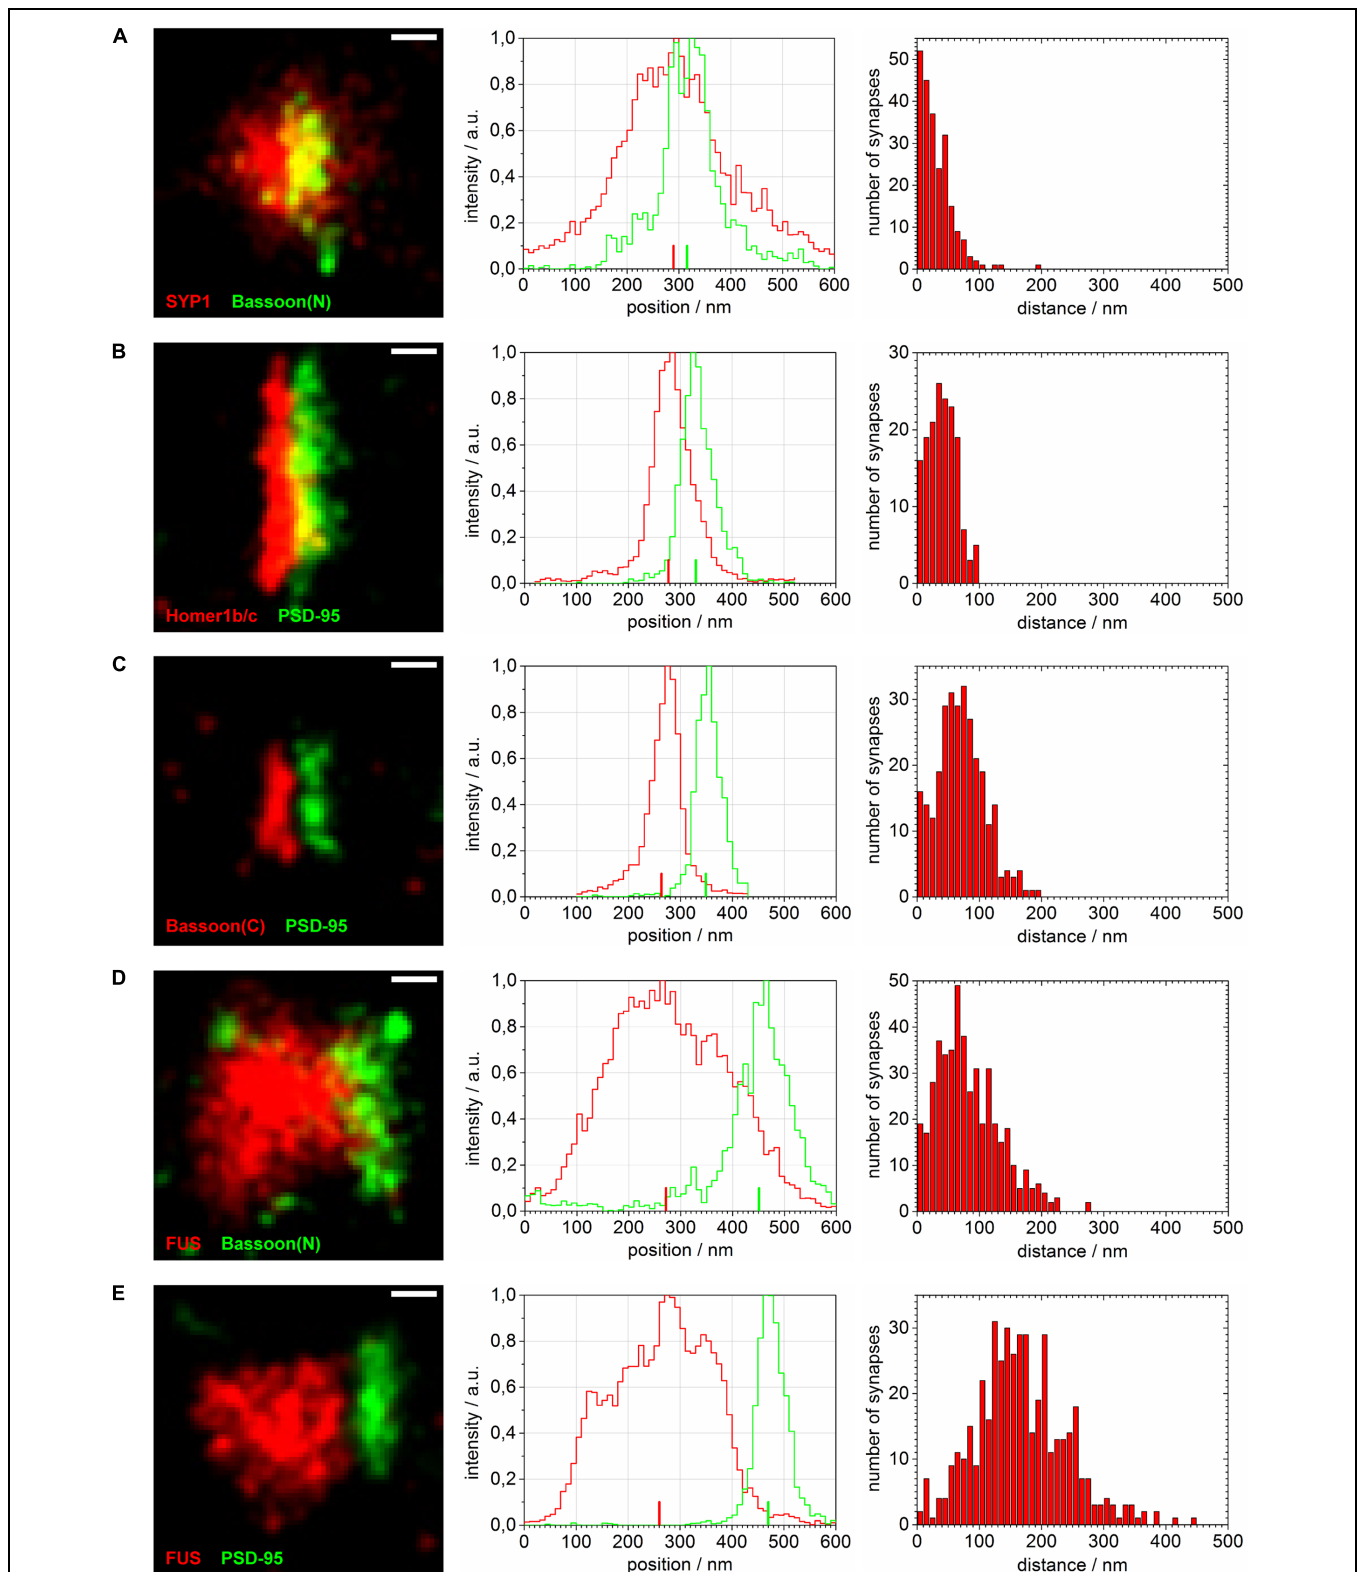 A
SYP1 Bassoon(N)
intensity / a.u.
1,0
0,8
0,6
0,4
0,2
0,0
0 100 200 300 400 500 600
position / nm
number of synapses
50
40
30
20
10
0
0 100 200 300 400 500
distance / nm
B
Homer1b/c PSD-95
intensity / a.u.
1,0
0,8
0,6
0,4
0,2
0,0
0 100 200 300 400 500 600
position / nm
number of synapses
30
20
10
0
0 100 200 300 400 500
distance / nm
C
Bassoon(C) PSD-95
intensity / a.u.
1,0
0,8
0,6
0,4
0,2
0,0
0 100 200 300 400 500 600
position / nm
number of synapses
30
20
10
0
0 100 200 300 400 500
distance / nm
D
FUS Bassoon(N)
intensity / a.u.
1,0
0,8
0,6
0,4
0,2
0,0
0 100 200 300 400 500 600
position / nm
number of synapses
50
40
30
20
10
0
0 100 200 300 400 500
distance / nm
E
FUS PSD-95
intensity / a.u.
1,0
0,8
0,6
0,4
0,2
0,0
0 100 200 300 400 500 600
position / nm
number of synapses
30
20
10
0
0 100 200 300 400 500
distance / nm